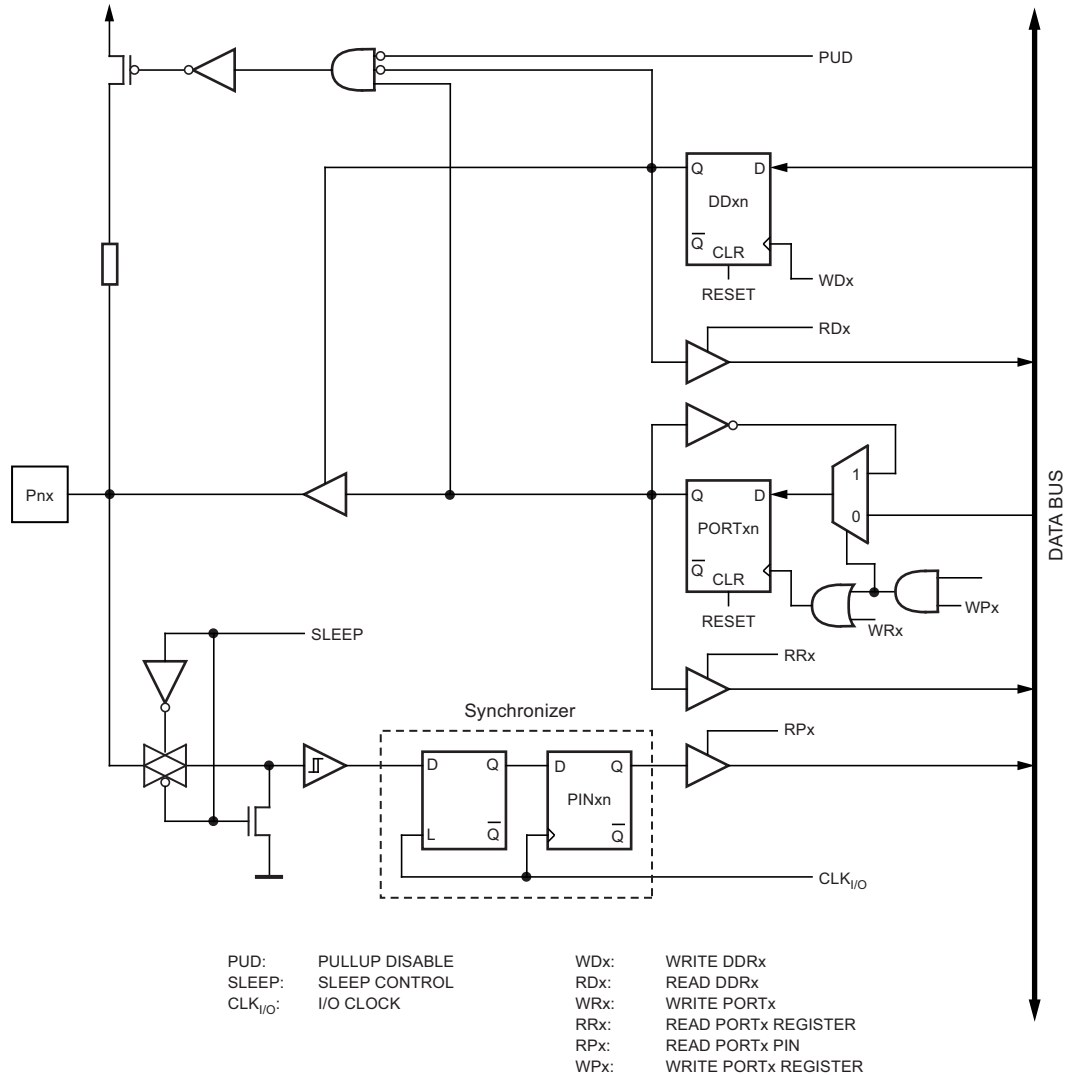 PUD
Q D
DDxn
Q̅ CLR
WDx
RESET
RDx
Pnx
1
Q D
0
PORTxn
Q̅ CLR
WPx
RESET
WRx
DATA BUS
SLEEP
RRx
Synchronizer
RPx
D Q
D Q
PINxn
L Q̅
Q̅
CLK_I/O
PUD: PULLUP DISABLE
SLEEP: SLEEP CONTROL
CLK_I/O: I/O CLOCK
WDx: WRITE DDRx
RDx: READ DDRx
WRx: WRITE PORTx
RRx: READ PORTx REGISTER
RPx: READ PORTx PIN
WPx: WRITE PORTx REGISTER